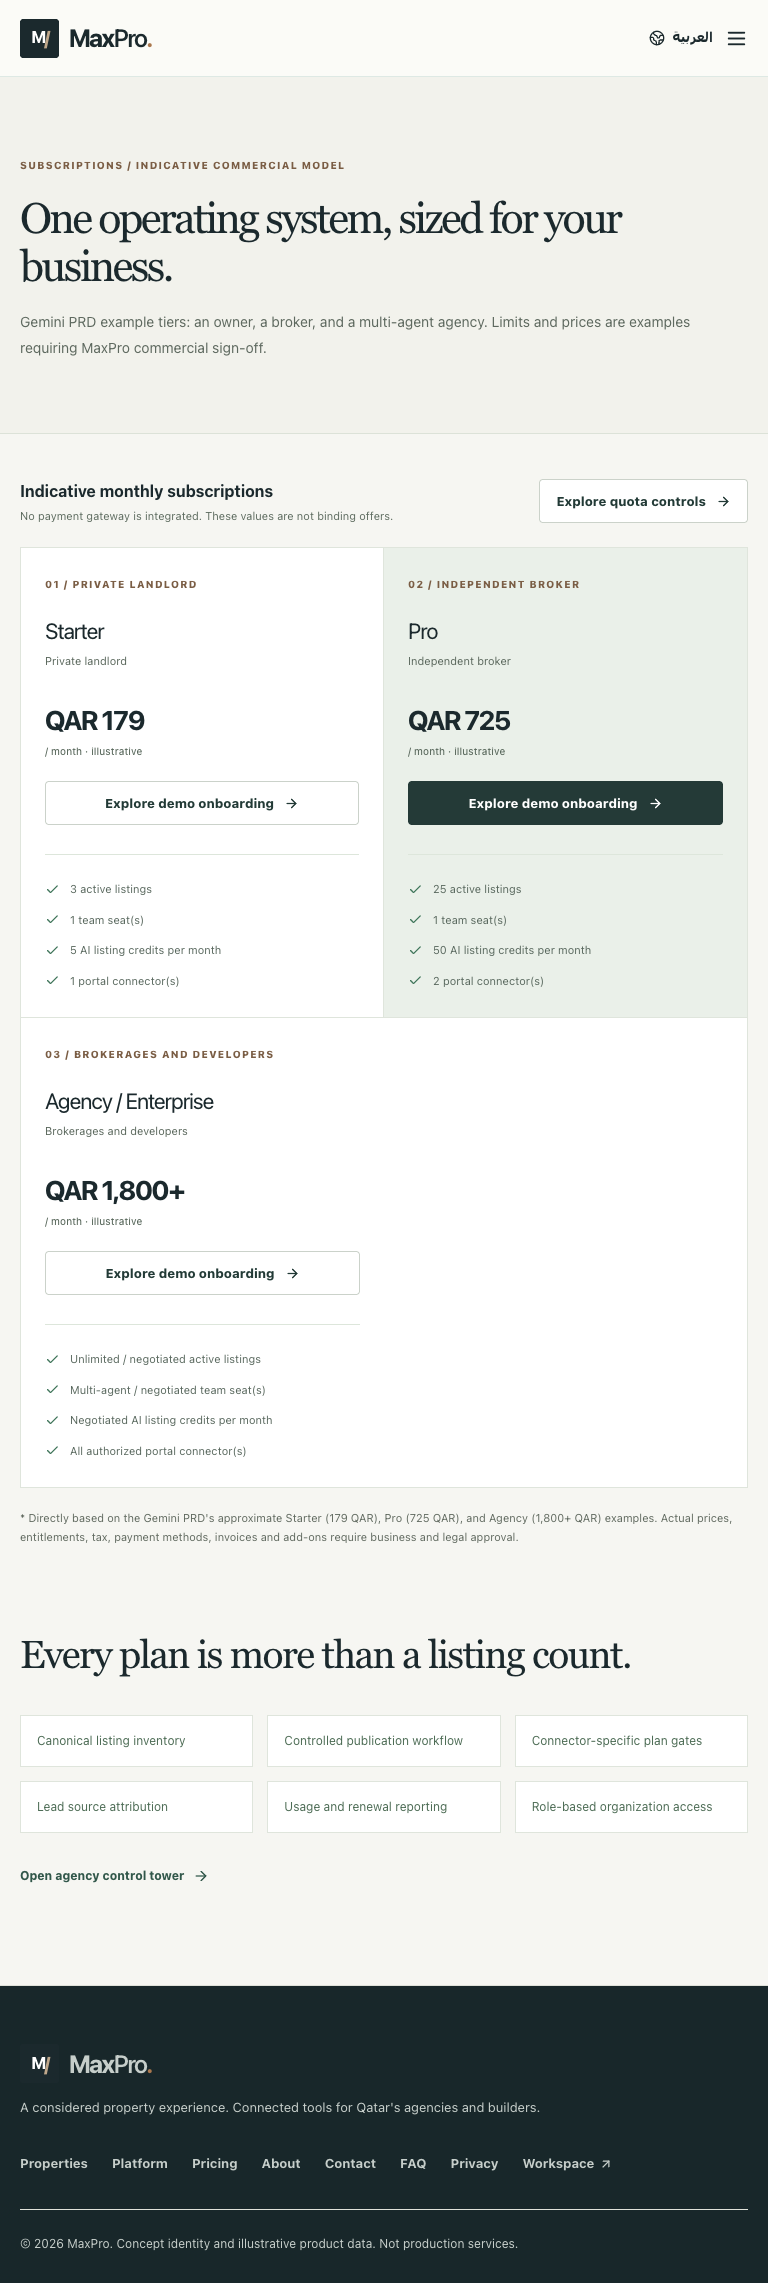 M/ MaxPro.
العربية
SUBSCRIPTIONS / INDICATIVE COMMERCIAL MODEL
One operating system, sized for your
business.
Gemini PRD example tiers: an owner, a broker, and a multi-agent agency. Limits and prices are examples
requiring MaxPro commercial sign-off.
Indicative monthly subscriptions
No payment gateway is integrated. These values are not binding offers.
Explore quota controls →
01 / PRIVATE LANDLORD
Starter
Private landlord
QAR 179
/ month · illustrative
Explore demo onboarding →
✓ 3 active listings
✓ 1 team seat(s)
✓ 5 AI listing credits per month
✓ 1 portal connector(s)
02 / INDEPENDENT BROKER
Pro
Independent broker
QAR 725
/ month · illustrative
Explore demo onboarding →
✓ 25 active listings
✓ 1 team seat(s)
✓ 50 AI listing credits per month
✓ 2 portal connector(s)
03 / BROKERAGES AND DEVELOPERS
Agency / Enterprise
Brokerages and developers
QAR 1,800+
/ month · illustrative
Explore demo onboarding →
✓ Unlimited / negotiated active listings
✓ Multi-agent / negotiated team seat(s)
✓ Negotiated AI listing credits per month
✓ All authorized portal connector(s)
* Directly based on the Gemini PRD's approximate Starter (179 QAR), Pro (725 QAR), and Agency (1,800+ QAR) examples. Actual prices,
entitlements, tax, payment methods, invoices and add-ons require business and legal approval.
Every plan is more than a listing count.
Canonical listing inventory
Controlled publication workflow
Connector-specific plan gates
Lead source attribution
Usage and renewal reporting
Role-based organization access
Open agency control tower →
M/ MaxPro.
A considered property experience. Connected tools for Qatar's agencies and builders.
Properties Platform Pricing About Contact FAQ Privacy Workspace ↗
© 2026 MaxPro. Concept identity and illustrative product data. Not production services.